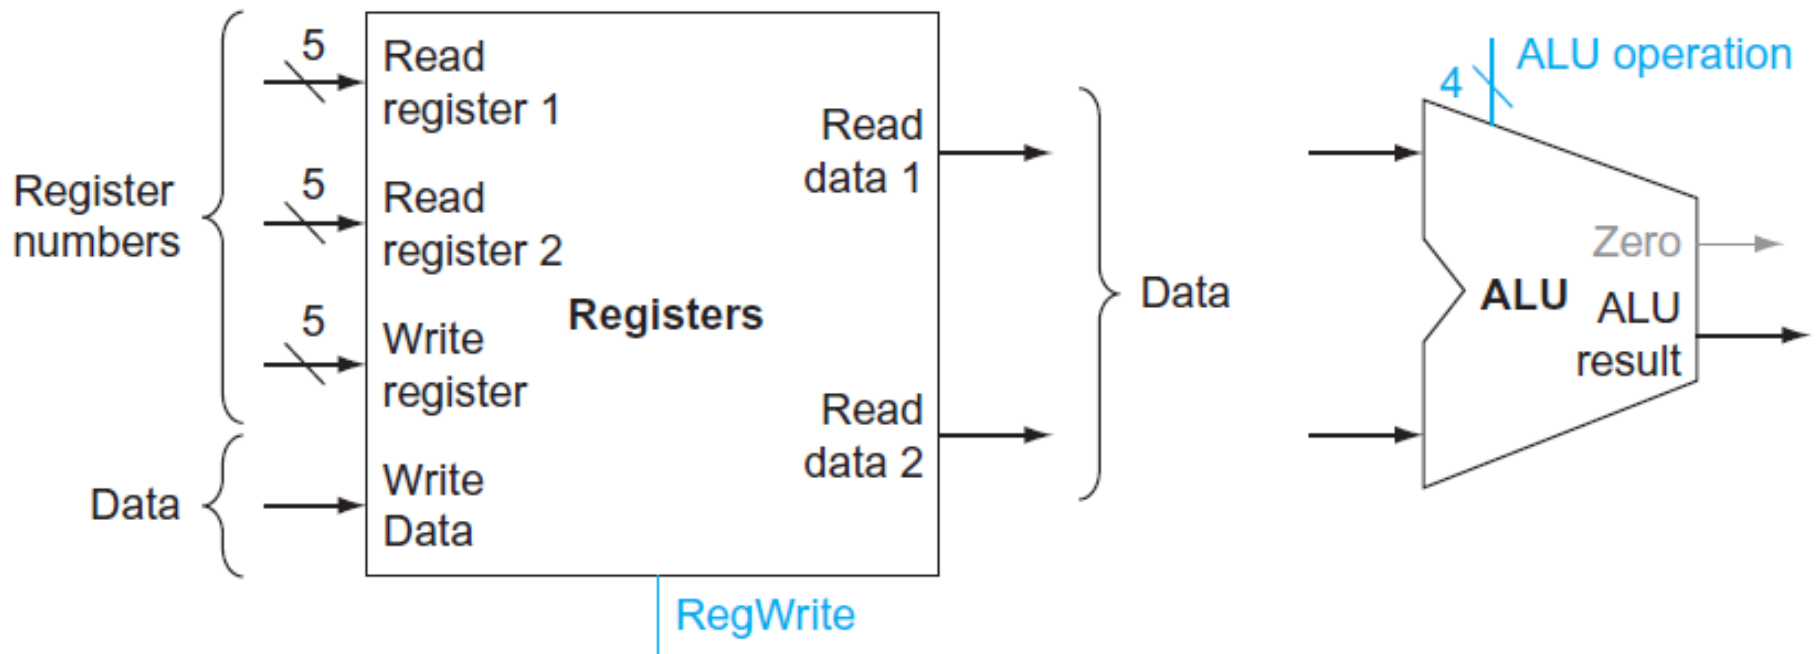 Register
numbers
Data
5
Read
register 1
5
Read
register 2
5
Write
register
Write
Data
Registers
Read
data 1
Read
data 2
RegWrite
Data
4
ALU operation
ALU
Zero
ALU
result